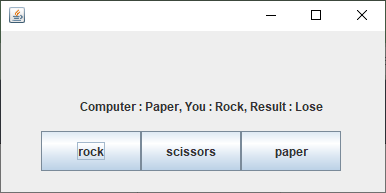 Computer : Paper, You : Rock, Result : Lose
rock scissors paper